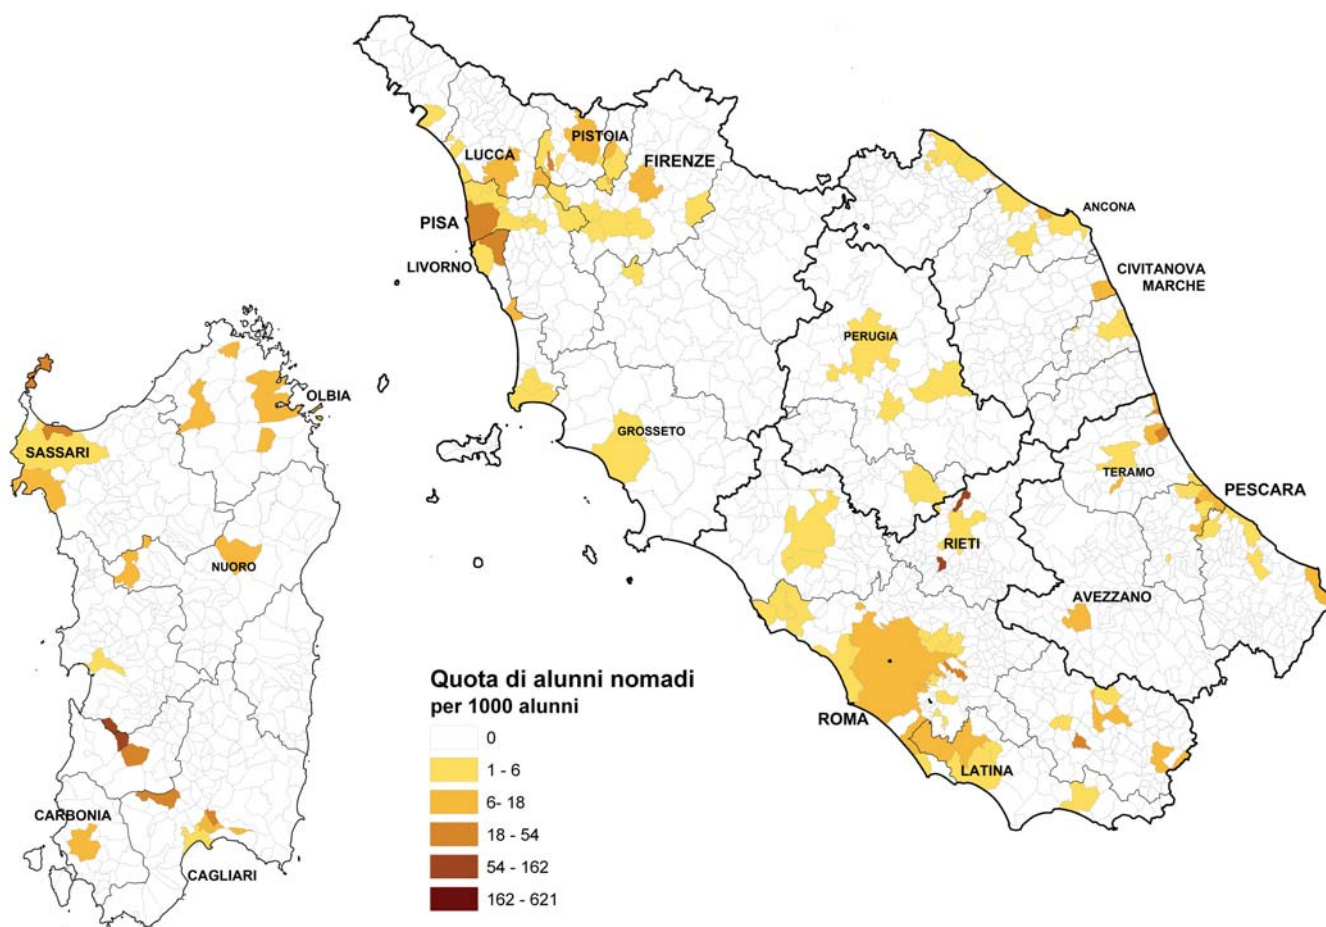 PISTOIA
LUCCA
FIRENZE
PISA
ANCONA
LIVORNO
CIVITANOVA
MARCHE
PERUGIA
OLBIA
GROSSETO
SASSARI
TERAMO
PESCARA
RIETI
NUORO
AVEZZANO
Quota di alunni nomadi
per 1000 alunni
0
1 - 6
6- 18
18 - 54
54 - 162
162 - 621
ROMA
LATINA
CARBONIA
CAGLIARI